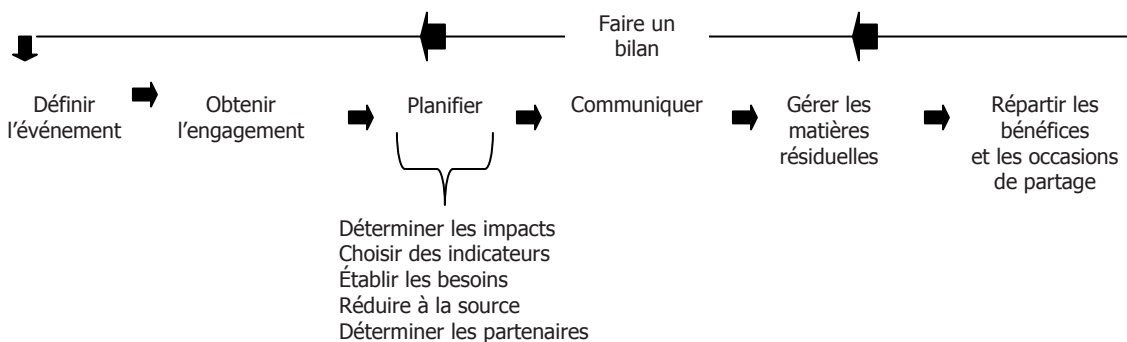 Faire un
bilan
Définir
l’événement
Obtenir
l’engagement
Planifier
Communiquer
Gérer les
matières
résiduelles
Répartir les
bénéfices
et les occasions
de partage
Déterminer les impacts
Choisir des indicateurs
Établir les besoins
Réduire à la source
Déterminer les partenaires